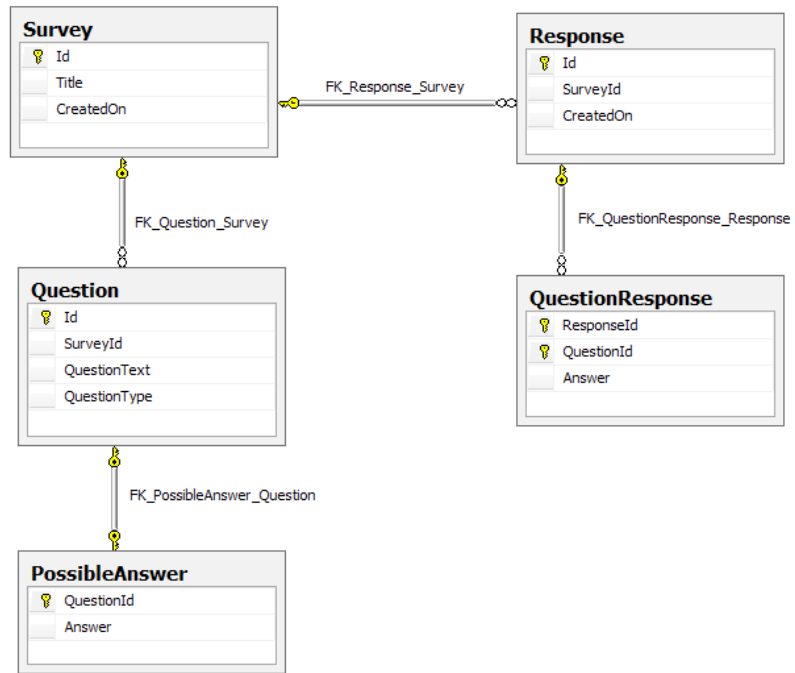 Survey
Id
Title
CreatedOn
FK_Response_Survey
Response
Id
SurveyId
CreatedOn
FK_Question_Survey
FK_QuestionResponse_Response
Question
Id
SurveyId
QuestionText
QuestionType
QuestionResponse
ResponseId
QuestionId
Answer
FK_PossibleAnswer_Question
PossibleAnswer
QuestionId
Answer